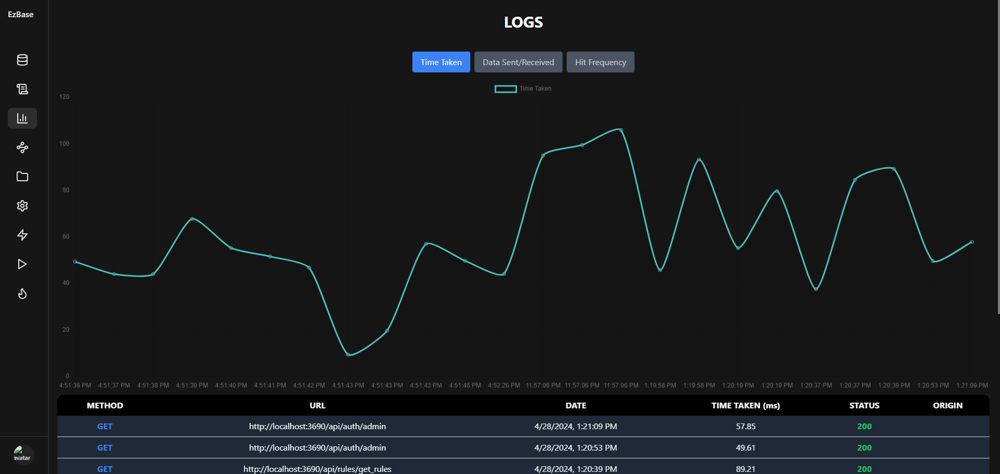 EzBase
LOGS
Time Taken Data Sent/Received Hit Frequency
Time Taken
120
100
80
60
40
20
0
4:51:36 PM 4:51:37 PM 4:51:38 PM 4:51:39 PM 4:51:40 PM 4:51:41 PM 4:51:42 PM 4:51:43 PM 4:51:43 PM 4:51:43 PM 4:51:46 PM 4:52:26 PM 11:57:06 PM 11:57:06 PM 11:57:06 PM 1:19:58 PM 1:19:58 PM 1:20:19 PM 1:20:19 PM 1:20:37 PM 1:20:37 PM 1:20:39 PM 1:20:53 PM 1:21:09 PM
METHOD URL DATE TIME TAKEN (ms) STATUS ORIGIN
GET http://localhost:3690/api/auth/admin 4/28/2024, 1:21:09 PM 57.85 200
GET http://localhost:3690/api/auth/admin 4/28/2024, 1:20:53 PM 49.61 200
GET http://localhost:3690/api/rules/get_rules 4/28/2024, 1:20:39 PM 89.21 200
avatar